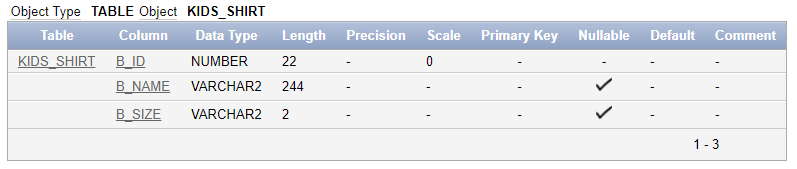 Object Type TABLE Object KIDS_SHIRT
Table Column Data Type Length Precision Scale Primary Key Nullable Default Comment
KIDS_SHIRT B_ID NUMBER 22 - 0 - - - -
B_NAME VARCHAR2 244 - - - ✓ - -
B_SIZE VARCHAR2 2 - - - ✓ - -
1 - 3